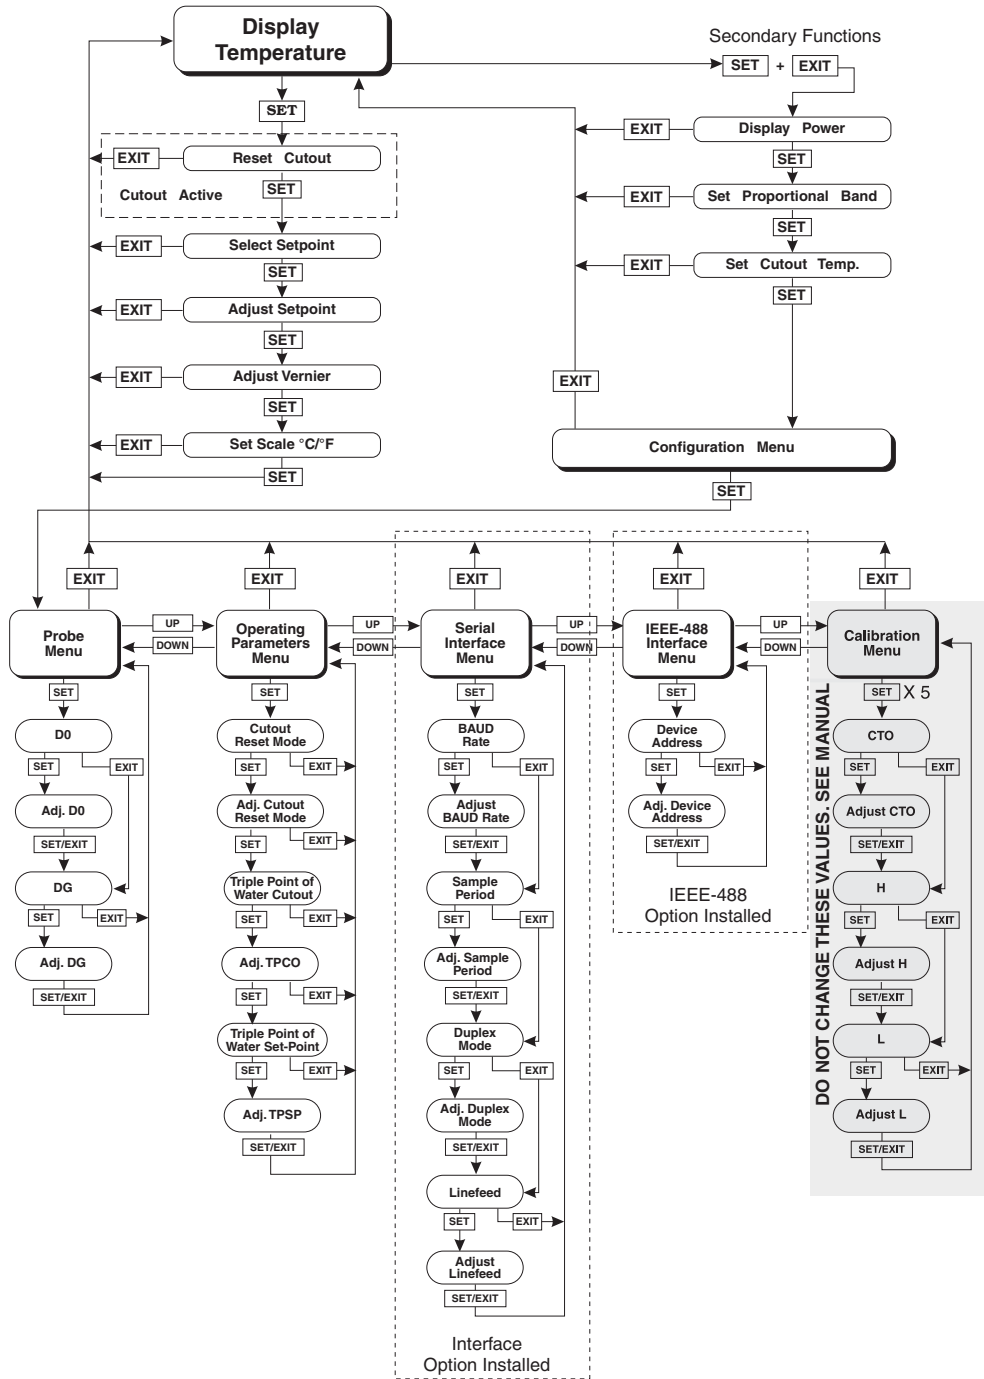 Display
Temperature
Secondary Functions
SET + EXIT
SET
EXIT
Reset Cutout
SET
Cutout Active
EXIT
Select Setpoint
SET
EXIT
Adjust Setpoint
SET
EXIT
Adjust Vernier
SET
EXIT
Set Scale °C/°F
SET
EXIT
Display Power
SET
EXIT
Set Proportional Band
SET
EXIT
Set Cutout Temp.
SET
EXIT
Configuration Menu
SET
EXIT
EXIT
EXIT
EXIT
EXIT
Probe
Menu
UP
DOWN
Operating
Parameters
Menu
UP
DOWN
Serial
Interface
Menu
UP
DOWN
IEEE-488
Interface
Menu
UP
DOWN
Calibration
Menu
SET
D0
SET
EXIT
Adj. D0
SET/EXIT
DG
SET
EXIT
Adj. DG
SET/EXIT
SET
Cutout
Reset Mode
SET
EXIT
Adj. Cutout
Reset Mode
SET
EXIT
Triple Point of
Water Cutout
SET
EXIT
Adj. TPCO
SET
EXIT
Triple Point of
Water Set-Point
SET
EXIT
Adj. TPSP
SET/EXIT
SET
BAUD
Rate
SET
EXIT
Adjust
BAUD Rate
SET/EXIT
Sample
Period
SET
EXIT
Adj. Sample
Period
SET/EXIT
Duplex
Mode
SET
EXIT
Adj. Duplex
Mode
SET/EXIT
Linefeed
SET
EXIT
Adjust
Linefeed
SET/EXIT
Interface
Option Installed
SET
Device
Address
SET
EXIT
Adj. Device
Address
SET/EXIT
IEEE-488
Option Installed
DO NOT CHANGE THESE VALUES. SEE MANUAL
SET X 5
CTO
SET
EXIT
Adjust CTO
SET/EXIT
H
SET
EXIT
Adjust H
SET/EXIT
L
SET
EXIT
Adjust L
SET/EXIT